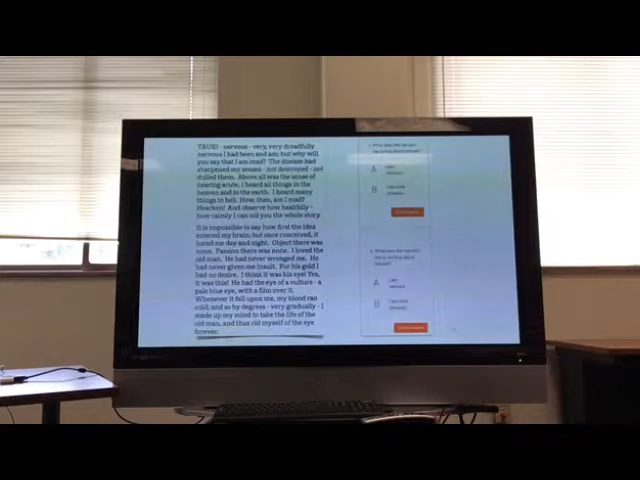 TRUE! - nervous - very, very dreadfully
nervous I had been and am; but why will
you say that I am mad? The disease had
sharpened my senses - not destroyed - not
dulled them. Above all was the sense of
hearing acute. I heard all things in the
heaven and in the earth. I heard many
things in hell. How, then, am I mad?
Hearken! And observe how healthily -
how calmly I can tell you the whole story.
It is impossible to say how first the idea
entered my brain; but once conceived, it
hated me day and night. Object there was
none. Passion there was none. I loved the
old man. He had never wronged me. He
had never given me insult. For his gold I
had no desire. I think it was his eye! Yes,
it was this! He had the eye of a vulture - a
pale blue eye, with a film over it.
Whenever it fell upon me, my blood ran
cold; and so by degrees - very gradually - I
made up my mind to take the life of the
old man, and thus rid myself of the eye
forever.
A
B
A
B